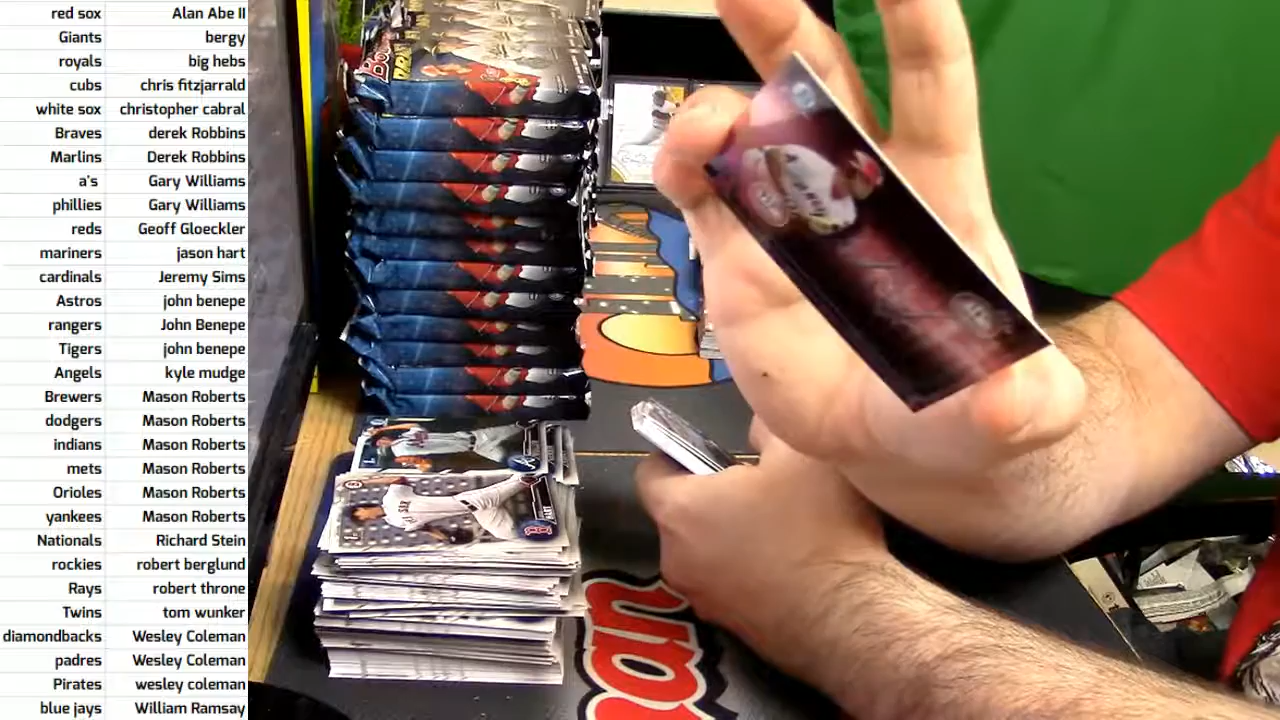 red sox Alan Abe II
Giants bergy
royals big hebs
cubs chris fitzjarrald
white sox christopher cabral
Braves derek Robbins
Marlins Derek Robbins
a's Gary Williams
phillies Gary Williams
reds Geoff Gloeckler
mariners jason hart
cardinals Jeremy Sims
Astros john benepe
rangers John Benepe
Tigers john benepe
Angels kyle mudge
Brewers Mason Roberts
dodgers Mason Roberts
indians Mason Roberts
mets Mason Roberts
Orioles Mason Roberts
yankees Mason Roberts
Nationals Richard Stein
rockies robert berglund
Rays robert throne
Twins tom wunker
diamondbacks Wesley Coleman
padres Wesley Coleman
Pirates wesley coleman
blue jays William Ramsay